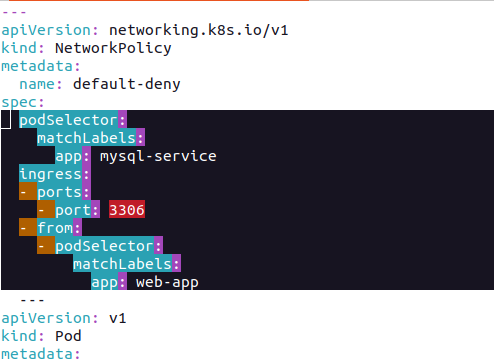 ---
apiVersion: networking.k8s.io/v1
kind: NetworkPolicy
metadata:
  name: default-deny
spec:
  podSelector:
    matchLabels:
      app: mysql-service
  ingress:
  - ports:
    - port: 3306
  - from:
    - podSelector:
        matchLabels:
          app: web-app
  ---
apiVersion: v1
kind: Pod
metadata: